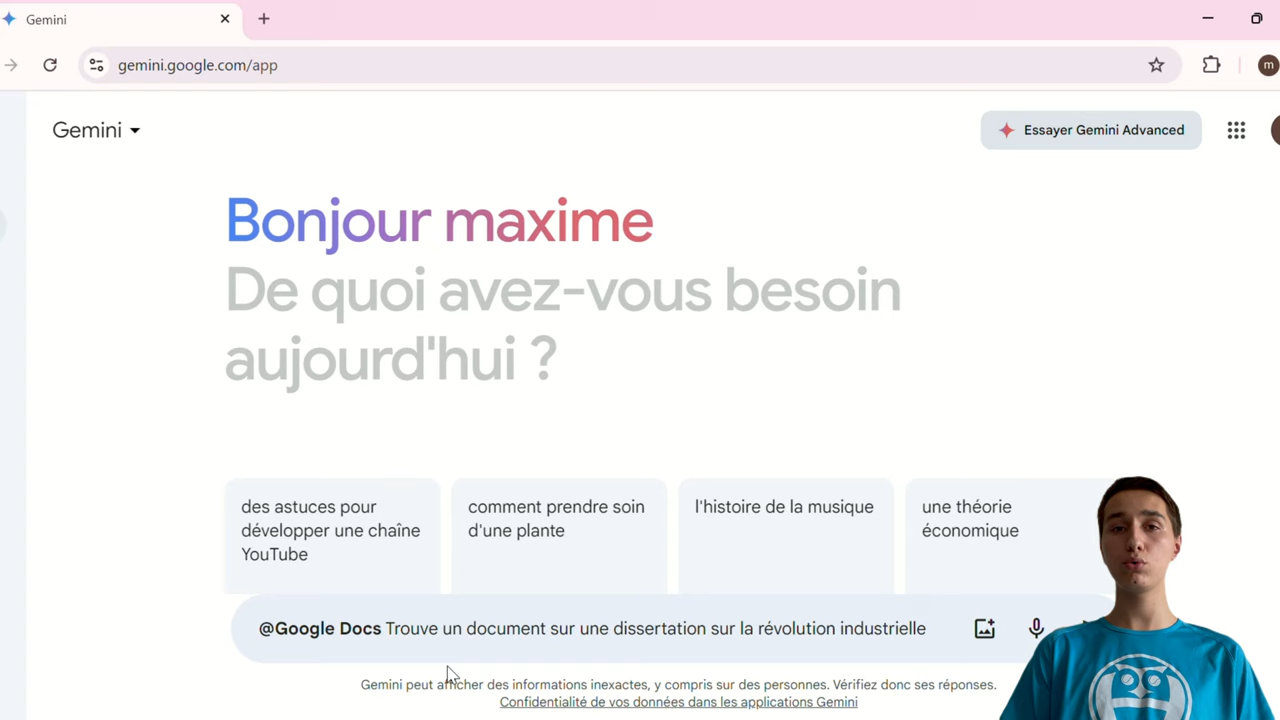 Gemini
gemini.google.com/app
m
Gemini
Essayer Gemini Advanced
Bonjour maxime
De quoi avez-vous besoin
aujourd'hui ?
des astuces pour
développer une chaîne
YouTube
comment prendre soin
d'une plante
l'histoire de la musique
une théorie
économique
@Google Docs Trouve un document sur une dissertation sur la révolution industrielle
Gemini peut afficher des informations inexactes, y compris sur des personnes. Vérifiez donc ses réponses.
Confidentialité de vos données dans les applications Gemini